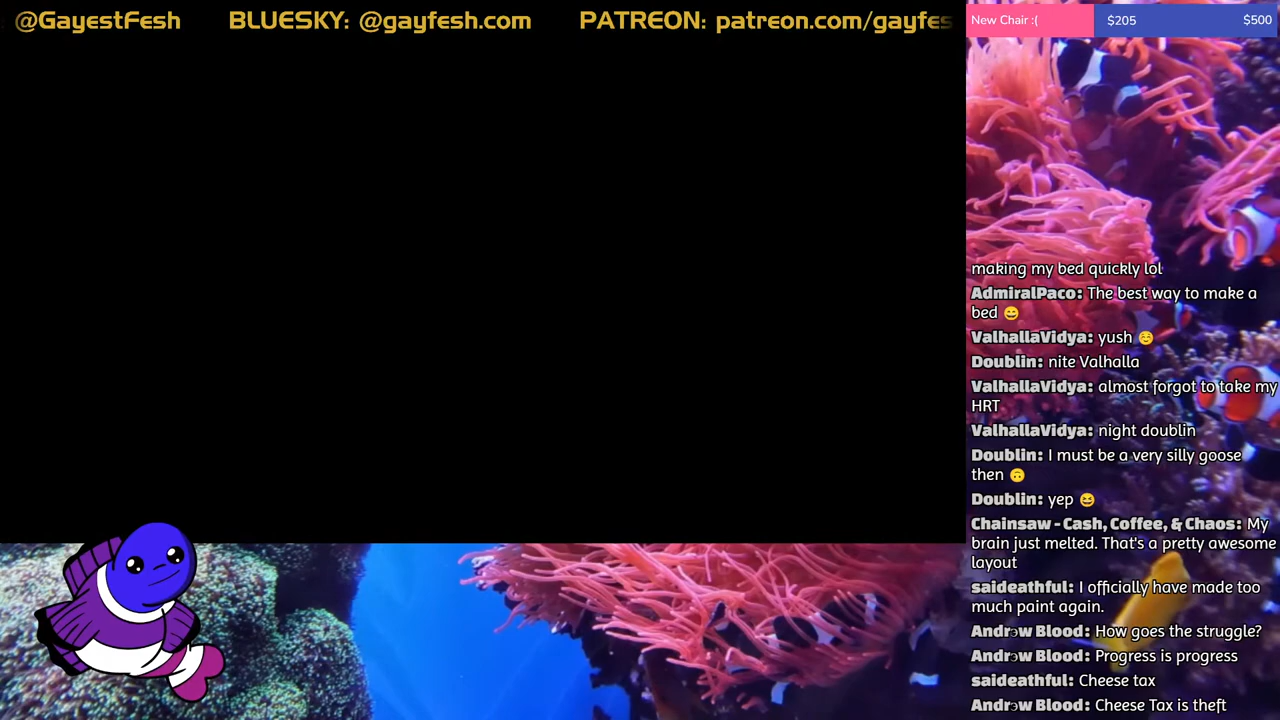 @GayestFesh BLUESKY: @gayfesh.com PATREON: patreon.com/gayfes
New Chair :( $205 $500
making my bed quickly lol
AdmiralPaco: The best way to make a
bed 😄
ValhallaVidya: yush ☺️
Doublin: nite Valhalla
ValhallaVidya: almost forgot to take my
HRT
ValhallaVidya: night doublin
Doublin: I must be a very silly goose
then 🙃
Doublin: yep 😆
Chainsaw - Cash, Coffee, & Chaos: My
brain just melted. That's a pretty awesome
layout
saideathful: I officially have made too
much paint again.
Andrɘw Blood: How goes the struggle?
Andrɘw Blood: Progress is progress
saideathful: Cheese tax
Andrɘw Blood: Cheese Tax is theft